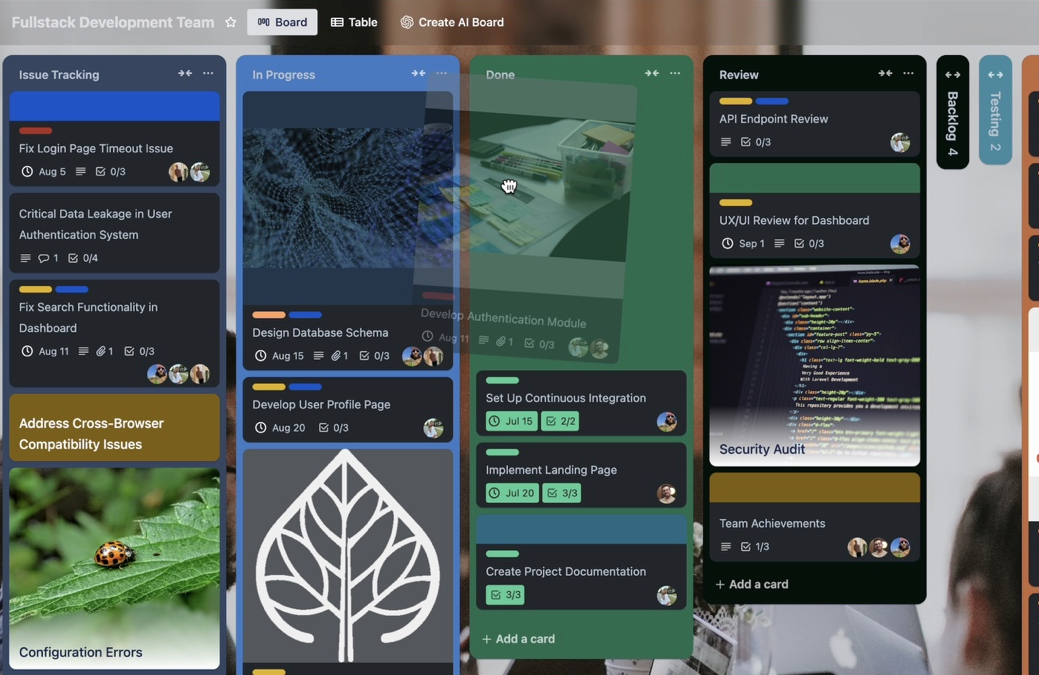 Fullstack Development Team
Board
Table
Create AI Board
Issue Tracking
Fix Login Page Timeout Issue
Aug 5
0/3
Critical Data Leakage in User
Authentication System
1
0/4
Fix Search Functionality in
Dashboard
Aug 11
1
0/3
Address Cross-Browser
Compatibility Issues
Configuration Errors
In Progress
Design Database Schema
Aug 15
1
0/3
Develop User Profile Page
Aug 20
0/3
Done
Develop Authentication Module
Aug 11
1
0/3
Set Up Continuous Integration
Jul 15
2/2
Implement Landing Page
Jul 20
3/3
Create Project Documentation
3/3
+ Add a card
Review
API Endpoint Review
0/3
UX/UI Review for Dashboard
Sep 1
0/3
Security Audit
Team Achievements
1/3
+ Add a card
Backlog 4
Testing 2